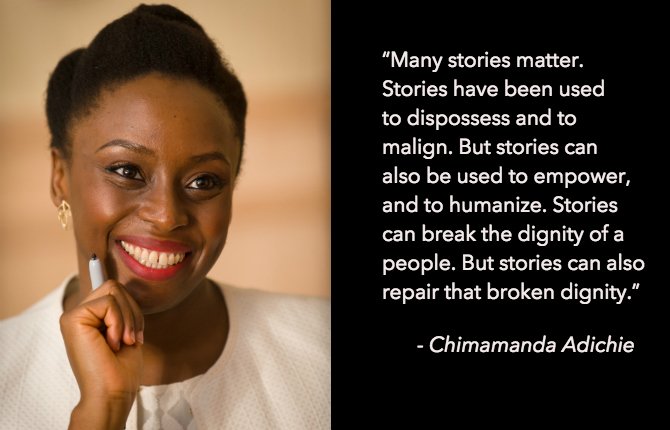 “Many stories matter.
Stories have been used
to dispossess and to
malign. But stories can
also be used to empower,
and to humanize. Stories
can break the dignity of a
people. But stories can also
repair that broken dignity.”
- Chimamanda Adichie